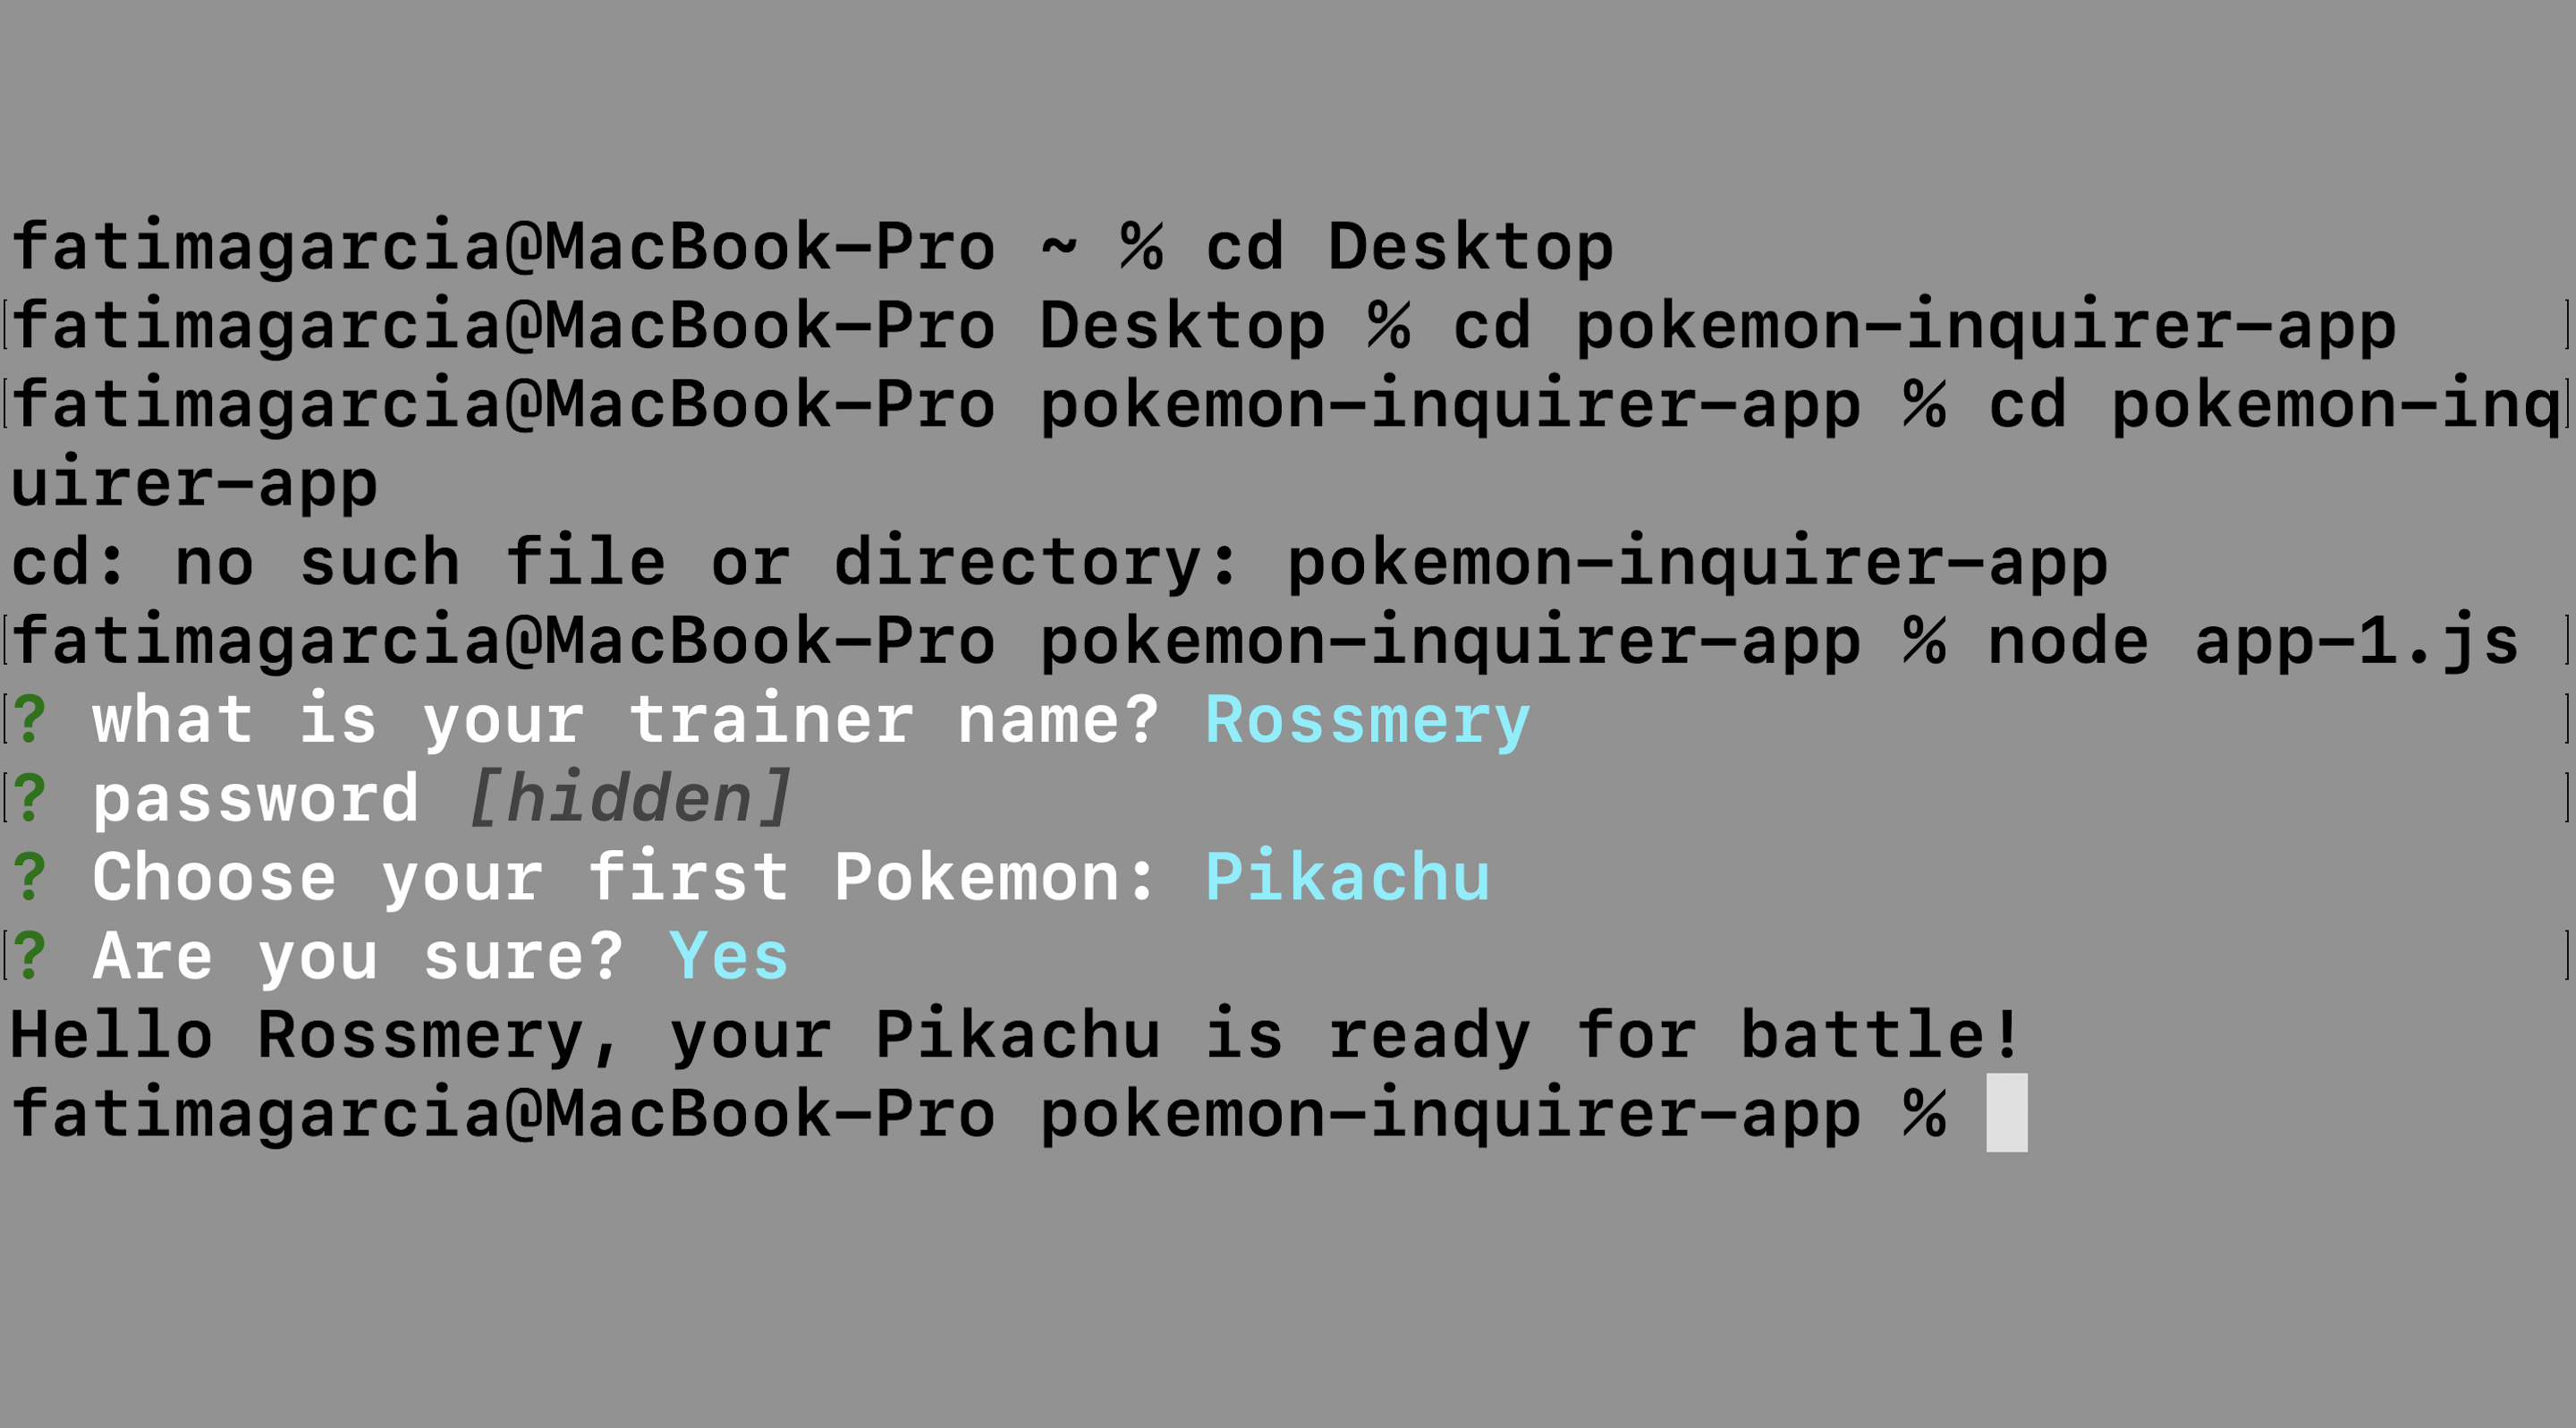 fatimagarcia@MacBook-Pro ~ % cd Desktop
[fatimagarcia@MacBook-Pro Desktop % cd pokemon-inquirer-app ]
[fatimagarcia@MacBook-Pro pokemon-inquirer-app % cd pokemon-inq]
uirer-app
cd: no such file or directory: pokemon-inquirer-app
[fatimagarcia@MacBook-Pro pokemon-inquirer-app % node app-1.js ]
[? what is your trainer name? Rossmery ]
[? password [hidden] ]
? Choose your first Pokemon: Pikachu
[? Are you sure? Yes ]
Hello Rossmery, your Pikachu is ready for battle!
fatimagarcia@MacBook-Pro pokemon-inquirer-app %